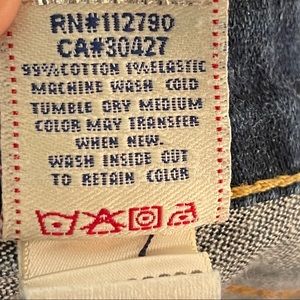 RN#112790
CA#30427
99%COTTON 1%ELASTIC
MACHINE WASH COLD
TUMBLE DRY MEDIUM
COLOR MAY TRANSFER
WHEN NEW.
WASH INSIDE OUT
TO RETAIN COLOR